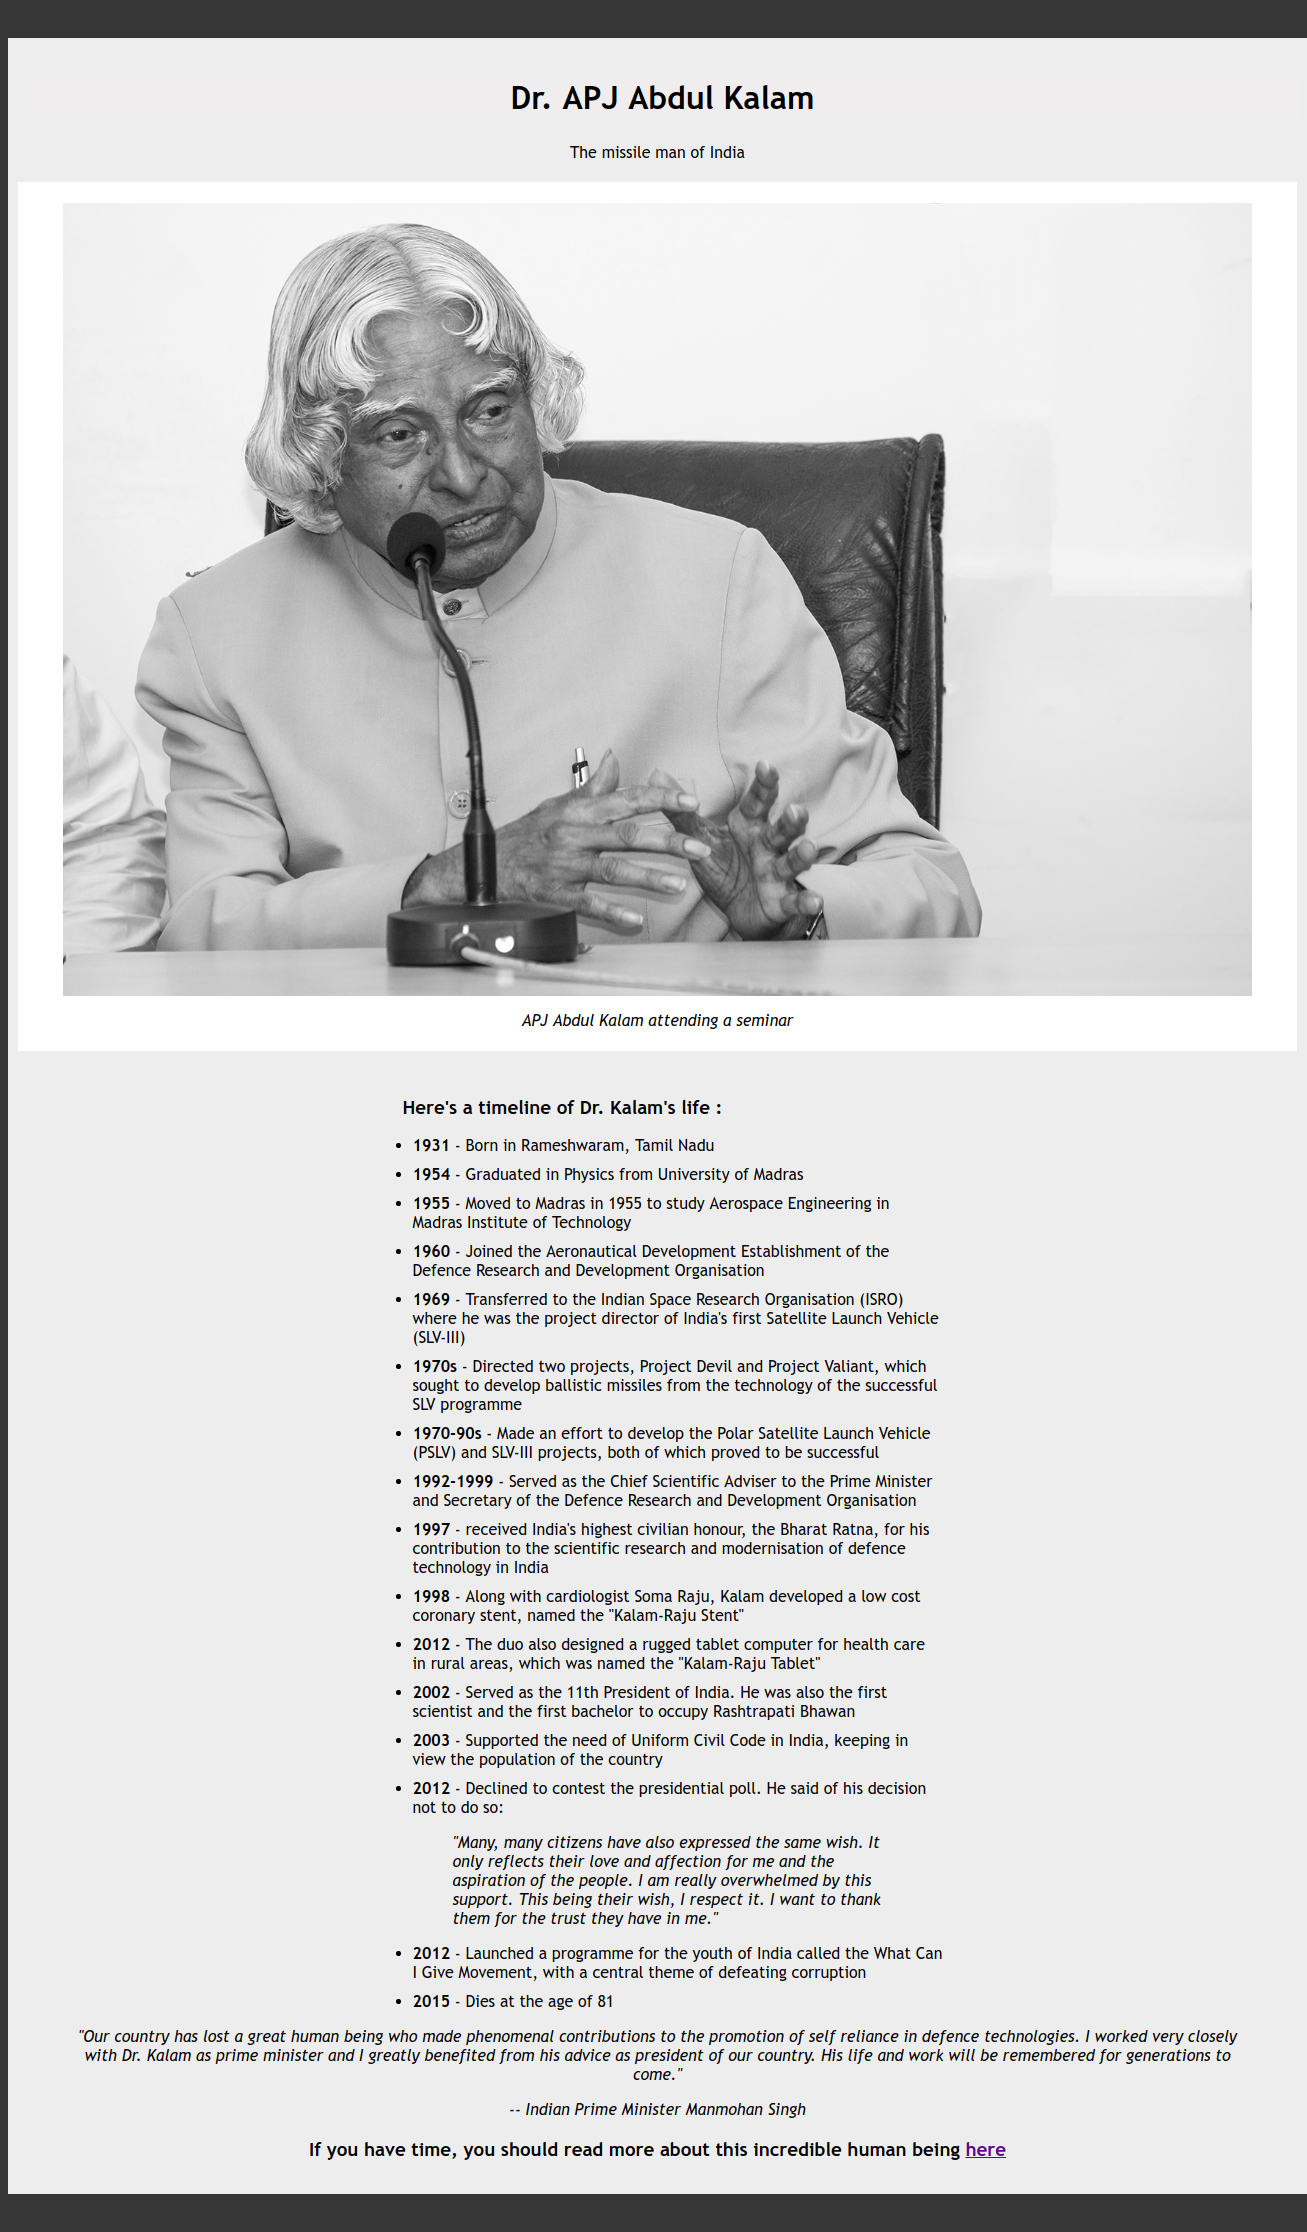 Dr. APJ Abdul Kalam
The missile man of India
APJ Abdul Kalam attending a seminar
Here's a timeline of Dr. Kalam's life :
• 1931 - Born in Rameshwaram, Tamil Nadu
• 1954 - Graduated in Physics from University of Madras
• 1955 - Moved to Madras in 1955 to study Aerospace Engineering in
Madras Institute of Technology
• 1960 - Joined the Aeronautical Development Establishment of the
Defence Research and Development Organisation
• 1969 - Transferred to the Indian Space Research Organisation (ISRO)
where he was the project director of India's first Satellite Launch Vehicle
(SLV-III)
• 1970s - Directed two projects, Project Devil and Project Valiant, which
sought to develop ballistic missiles from the technology of the successful
SLV programme
• 1970-90s - Made an effort to develop the Polar Satellite Launch Vehicle
(PSLV) and SLV-III projects, both of which proved to be successful
• 1992-1999 - Served as the Chief Scientific Adviser to the Prime Minister
and Secretary of the Defence Research and Development Organisation
• 1997 - received India's highest civilian honour, the Bharat Ratna, for his
contribution to the scientific research and modernisation of defence
technology in India
• 1998 - Along with cardiologist Soma Raju, Kalam developed a low cost
coronary stent, named the "Kalam-Raju Stent"
• 2012 - The duo also designed a rugged tablet computer for health care
in rural areas, which was named the "Kalam-Raju Tablet"
• 2002 - Served as the 11th President of India. He was also the first
scientist and the first bachelor to occupy Rashtrapati Bhawan
• 2003 - Supported the need of Uniform Civil Code in India, keeping in
view the population of the country
• 2012 - Declined to contest the presidential poll. He said of his decision
not to do so:
"Many, many citizens have also expressed the same wish. It
only reflects their love and affection for me and the
aspiration of the people. I am really overwhelmed by this
support. This being their wish, I respect it. I want to thank
them for the trust they have in me."
• 2012 - Launched a programme for the youth of India called the What Can
I Give Movement, with a central theme of defeating corruption
• 2015 - Dies at the age of 81
"Our country has lost a great human being who made phenomenal contributions to the promotion of self reliance in defence technologies. I worked very closely
with Dr. Kalam as prime minister and I greatly benefited from his advice as president of our country. His life and work will be remembered for generations to
come."
-- Indian Prime Minister Manmohan Singh
If you have time, you should read more about this incredible human being here